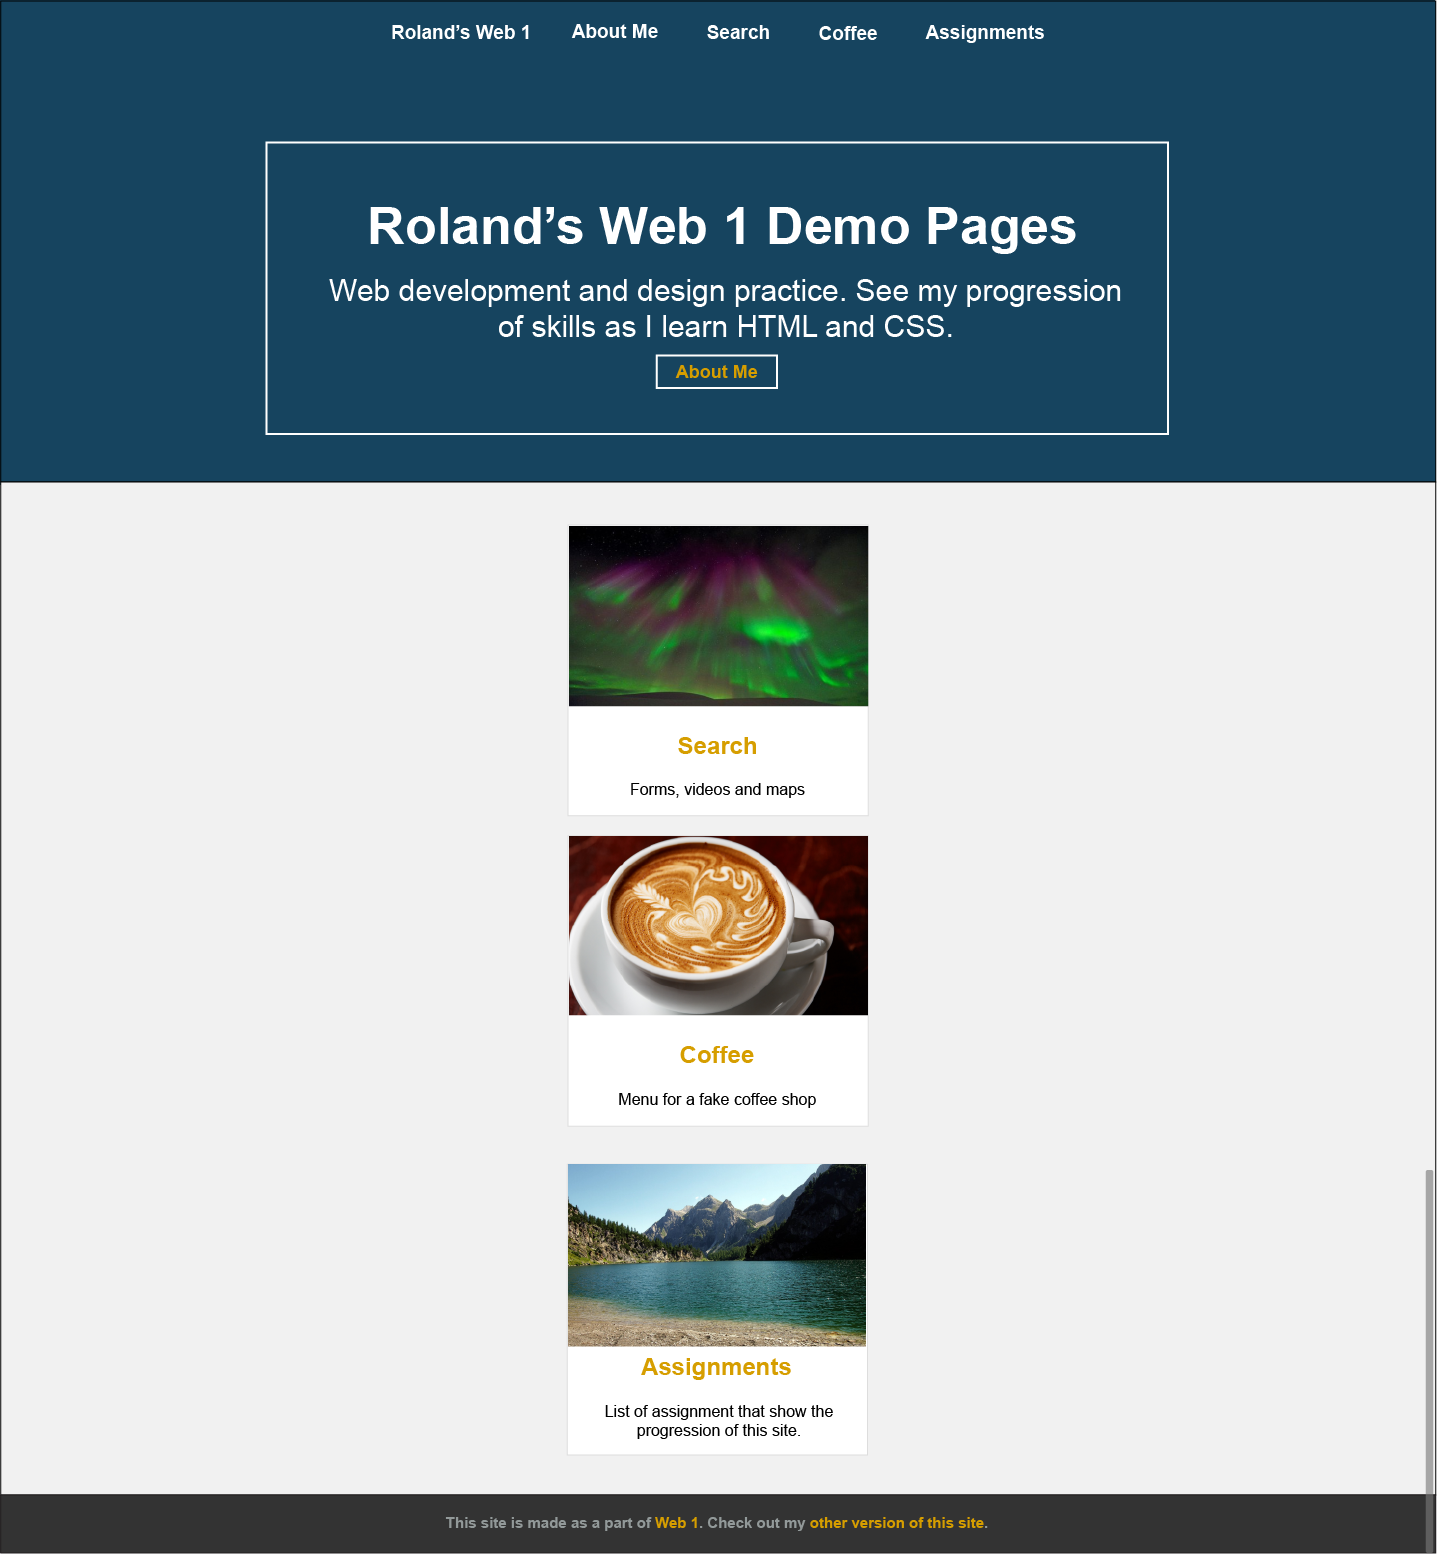 Roland’s Web 1 About Me Search Coffee Assignments
Roland’s Web 1 Demo Pages
Web development and design practice. See my progression
of skills as I learn HTML and CSS.
About Me
Search
Forms, videos and maps
Coffee
Menu for a fake coffee shop
Assignments
List of assignment that show the
progression of this site.
This site is made as a part of Web 1. Check out my other version of this site.